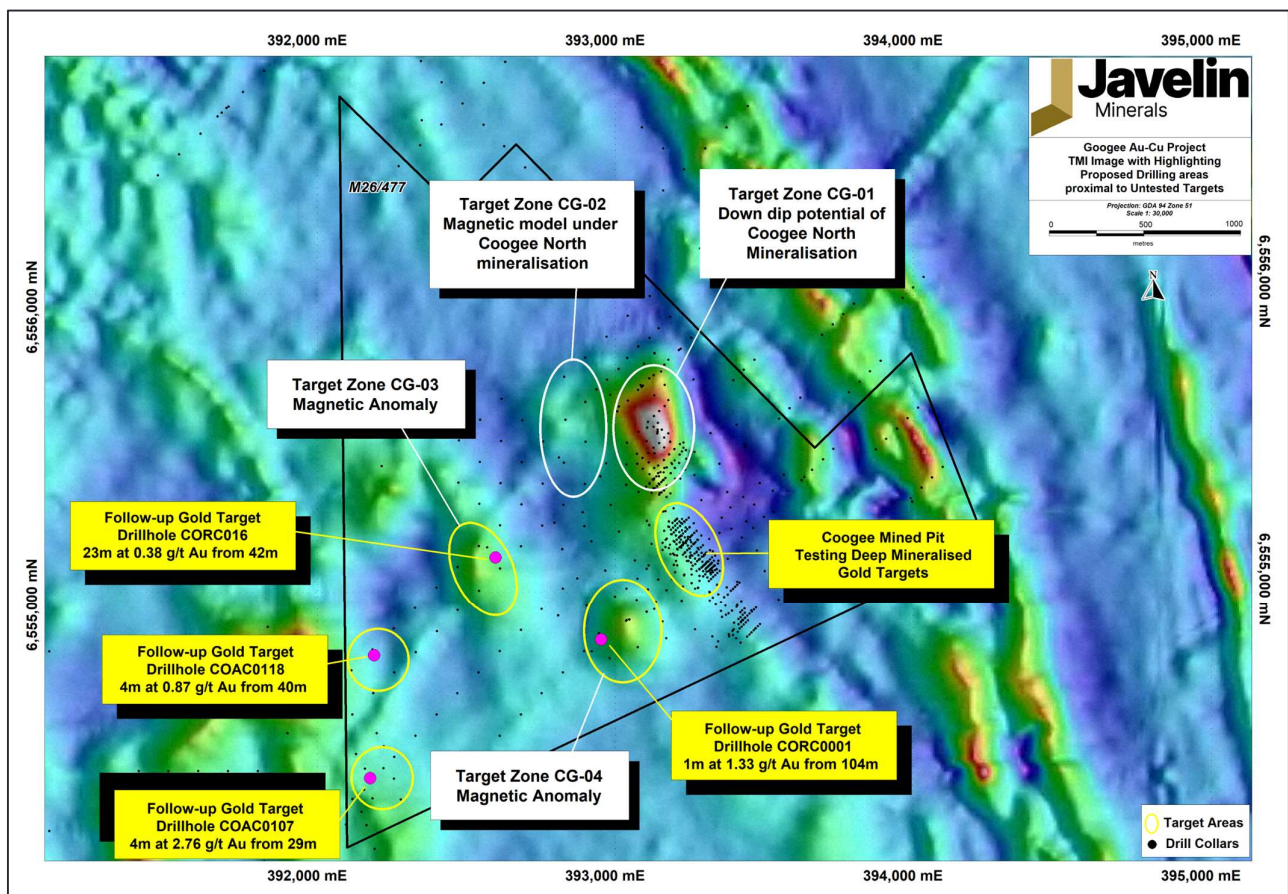 392,000 mE
393,000 mE
394,000 mE
395,000 mE
Javelin
Minerals
Googee Au-Cu Project
TMI Image with Highlighting
Proposed Drilling areas
proximal to Untested Targets
Projection: GDA 94 Zone 51
Scale 1: 30,000
0 500 1000
metres
N
M26/477
Target Zone CG-02
Magnetic model under
Coogee North
mineralisation
Target Zone CG-01
Down dip potential of
Coogee North
Mineralisation
6,556,000 mN
6,556,000 mN
Target Zone CG-03
Magnetic Anomaly
Follow-up Gold Target
Drillhole CORC016
23m at 0.38 g/t Au from 42m
Coogee Mined Pit
Testing Deep Mineralised
Gold Targets
6,555,000 mN
6,555,000 mN
Follow-up Gold Target
Drillhole COAC0118
4m at 0.87 g/t Au from 40m
Follow-up Gold Target
Drillhole CORC0001
1m at 1.33 g/t Au from 104m
Target Zone CG-04
Magnetic Anomaly
Follow-up Gold Target
Drillhole COAC0107
4m at 2.76 g/t Au from 29m
Target Areas
Drill Collars
392,000 mE
393,000 mE
394,000 mE
395,000 mE